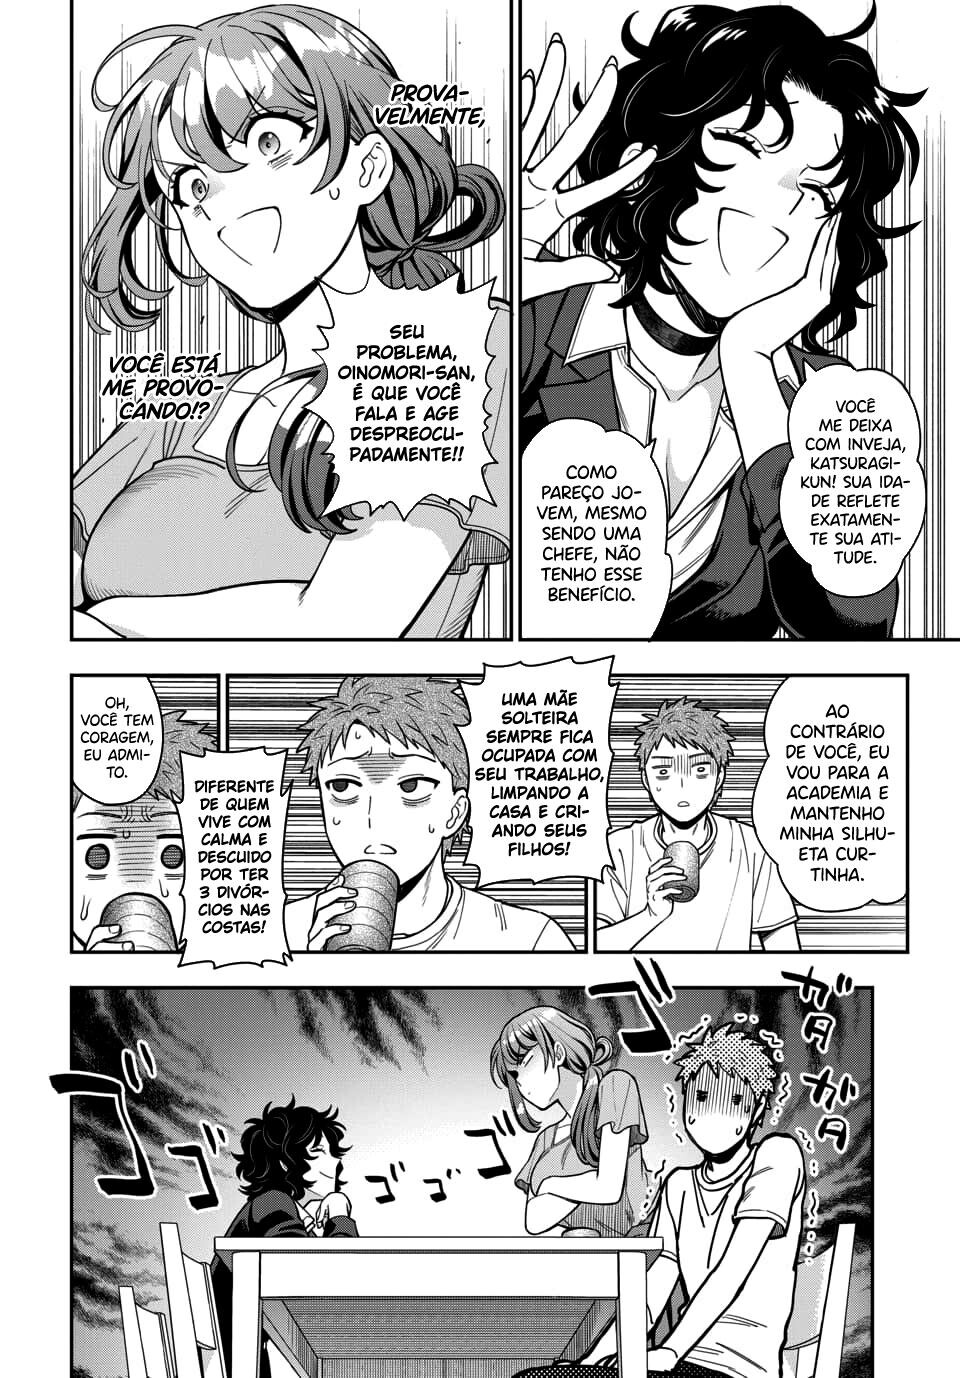 VOCÊ
ME DEIXA
COM INVEJA,
KATSURAGI-
KUN! SUA IDA-
DE REFLETE
EXATAMEN-
TE SUA ATI-
TUDE.
COMO
PAREÇO JO-
VEM, MESMO
SENDO UMA
CHEFE, NÃO
TENHO ESSE
BENEFÍCIO.
PROVA-
VELMENTE,
SEU
PROBLEMA,
OINOMORI-SAN,
É QUE VOCÊ
FALA E AGE
DESPREOCU-
PADAMENTE!!
VOCÊ ESTÁ
ME PROVO-
CANDO!?
AO
CONTRÁRIO
DE VOCÊ, EU
VOU PARA A
ACADEMIA E
MANTENHO
MINHA SILHU-
ETA CUR-
TINHA.
UMA MÃE
SOLTEIRA
SEMPRE FICA
OCUPADA COM
SEU TRABALHO,
LIMPANDO A
CASA E CRI-
ANDO SEUS
FILHOS!
DIFERENTE
DE QUEM
VIVE COM
CALMA E
DESCUIDO
POR TER
3 DIVÓR-
CIOS NAS
COSTAS!
OH,
VOCÊ TEM
CORAGEM,
EU ADMI-
TO.
ガタ
ガタ
ゴゴ
ゴゴ
ゴゴゴ